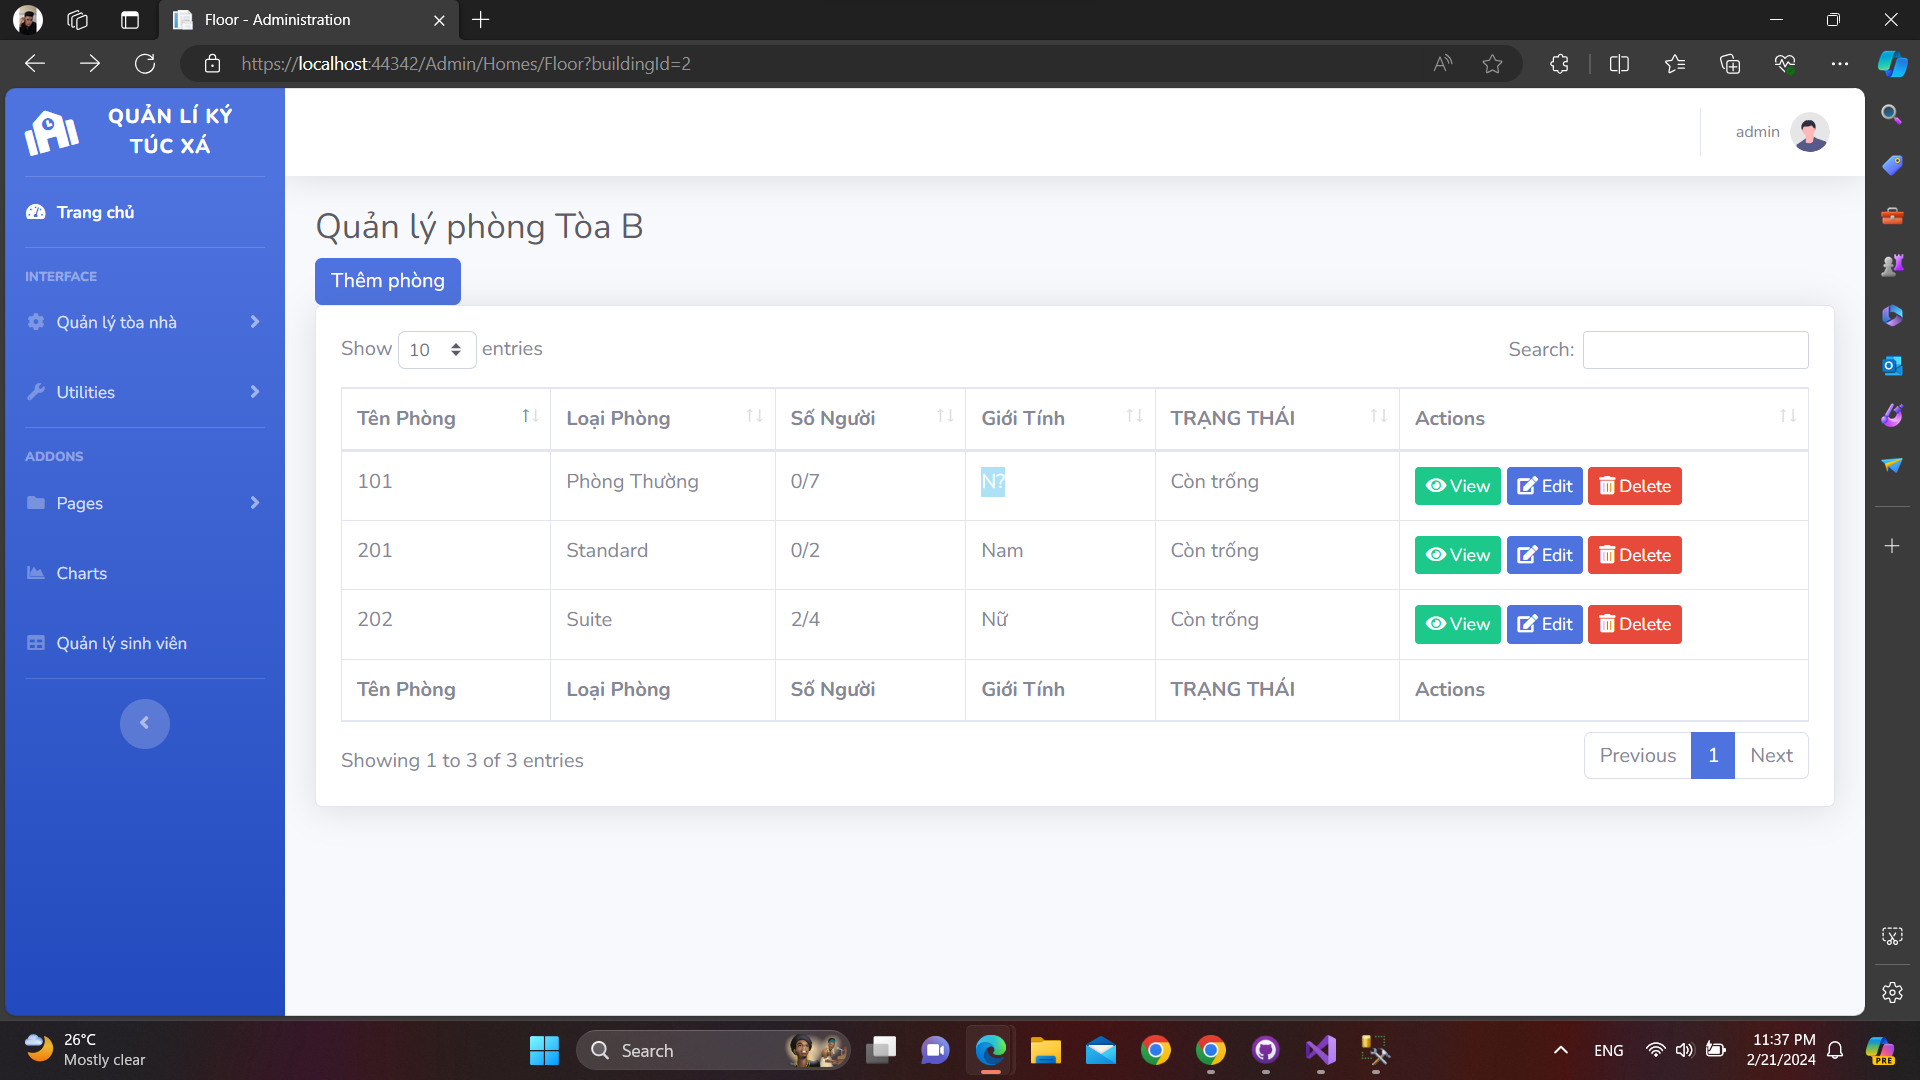 Floor - Administration
https://localhost:44342/Admin/Homes/Floor?buildingId=2
QUẢN LÍ KÝ
TÚC XÁ
admin
Trang chủ
INTERFACE
Quản lý tòa nhà
Utilities
ADDONS
Pages
Charts
Quản lý sinh viên
Quản lý phòng Tòa B
Thêm phòng
Show 10 entries
Search:
Tên Phòng Loại Phòng Số Người Giới Tính TRẠNG THÁI Actions
101 Phòng Thường 0/7 N? Còn trống View Edit Delete
201 Standard 0/2 Nam Còn trống View Edit Delete
202 Suite 2/4 Nữ Còn trống View Edit Delete
Tên Phòng Loại Phòng Số Người Giới Tính TRẠNG THÁI Actions
Showing 1 to 3 of 3 entries
Previous 1 Next
26°C
Mostly clear
Search
ENG
11:37 PM
2/21/2024
PRE